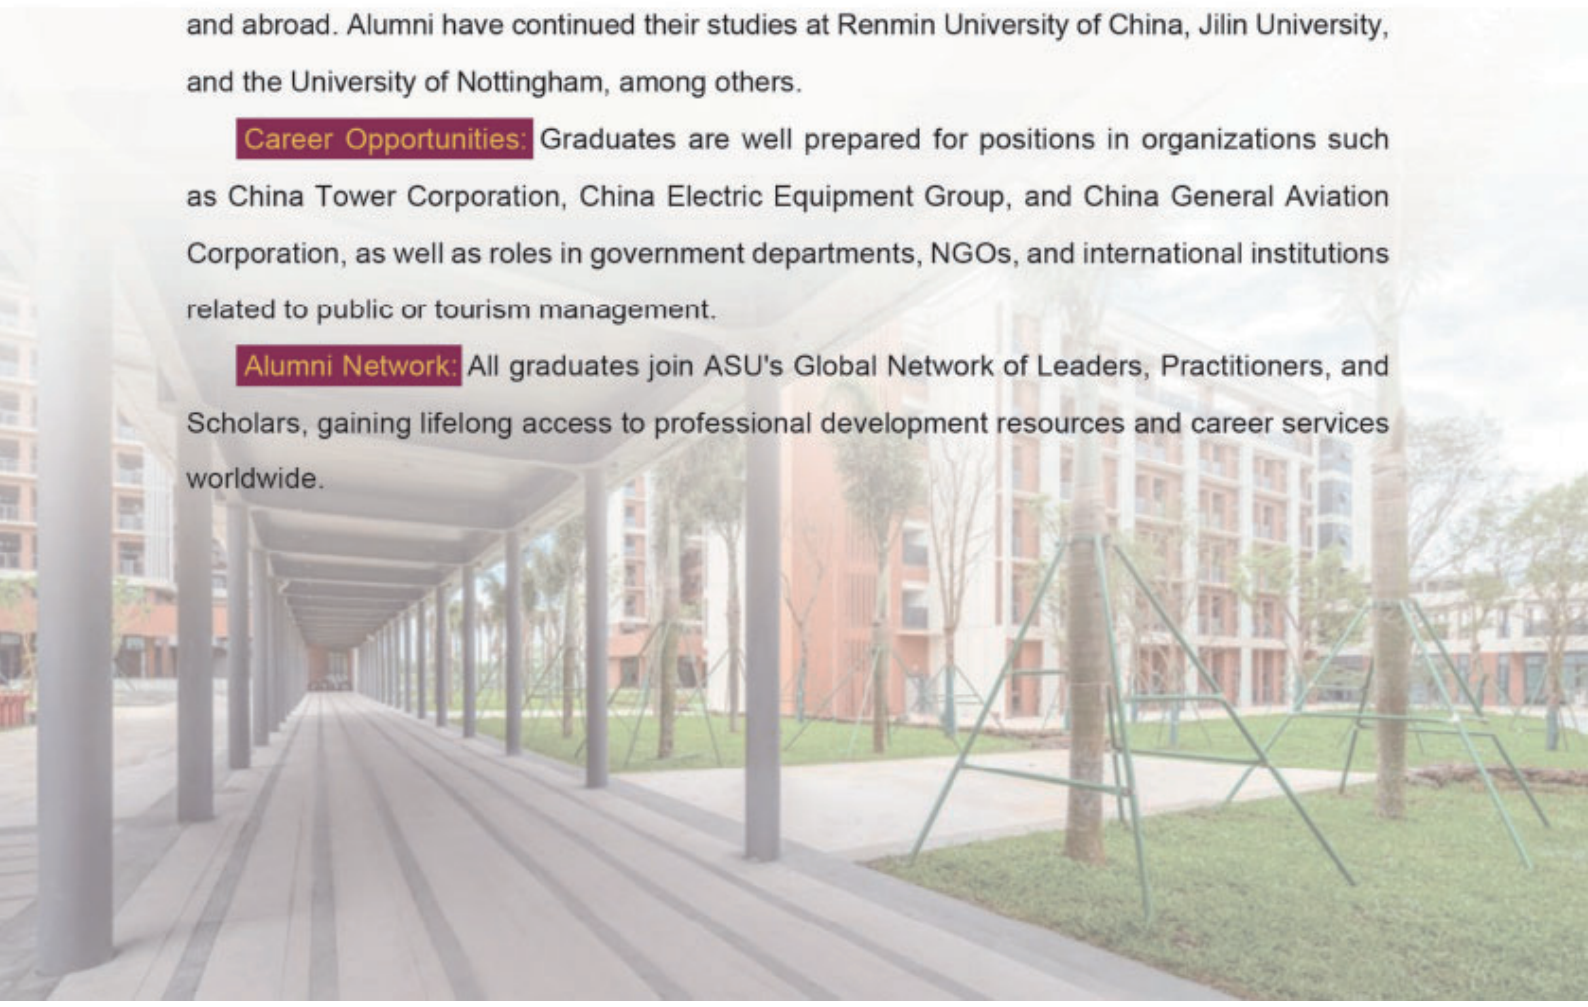 and abroad. Alumni have continued their studies at Renmin University of China, Jilin University,
and the University of Nottingham, among others.
Career Opportunities: Graduates are well prepared for positions in organizations such
as China Tower Corporation, China Electric Equipment Group, and China General Aviation
Corporation, as well as roles in government departments, NGOs, and international institutions
related to public or tourism management.
Alumni Network: All graduates join ASU's Global Network of Leaders, Practitioners, and
Scholars, gaining lifelong access to professional development resources and career services
worldwide.